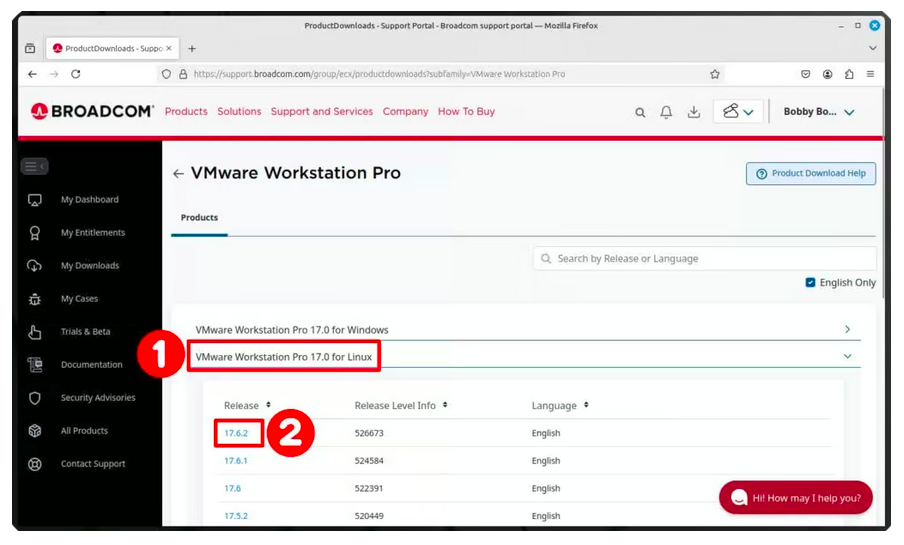 ProductDownloads - Support Portal - Broadcom support portal — Mozilla Firefox
ProductDownloads - Suppo
https://support.broadcom.com/group/ecx/productdownloads?subfamily=VMware Workstation Pro
BROADCOM Products Solutions Support and Services Company How To Buy Bobby Bo...
VMware Workstation Pro
Product Download Help
My Dashboard
My Entitlements
My Downloads
My Cases
Trials & Beta
Documentation
Security Advisories
All Products
Contact Support
Products
Search by Release or Language
English Only
VMware Workstation Pro 17.0 for Windows
1
VMware Workstation Pro 17.0 for Linux
Release Release Level Info Language
17.6.2 2 526673 English
17.6.1 524584 English
17.6 522391 English
17.5.2 520449 English
Hi! How may I help you?